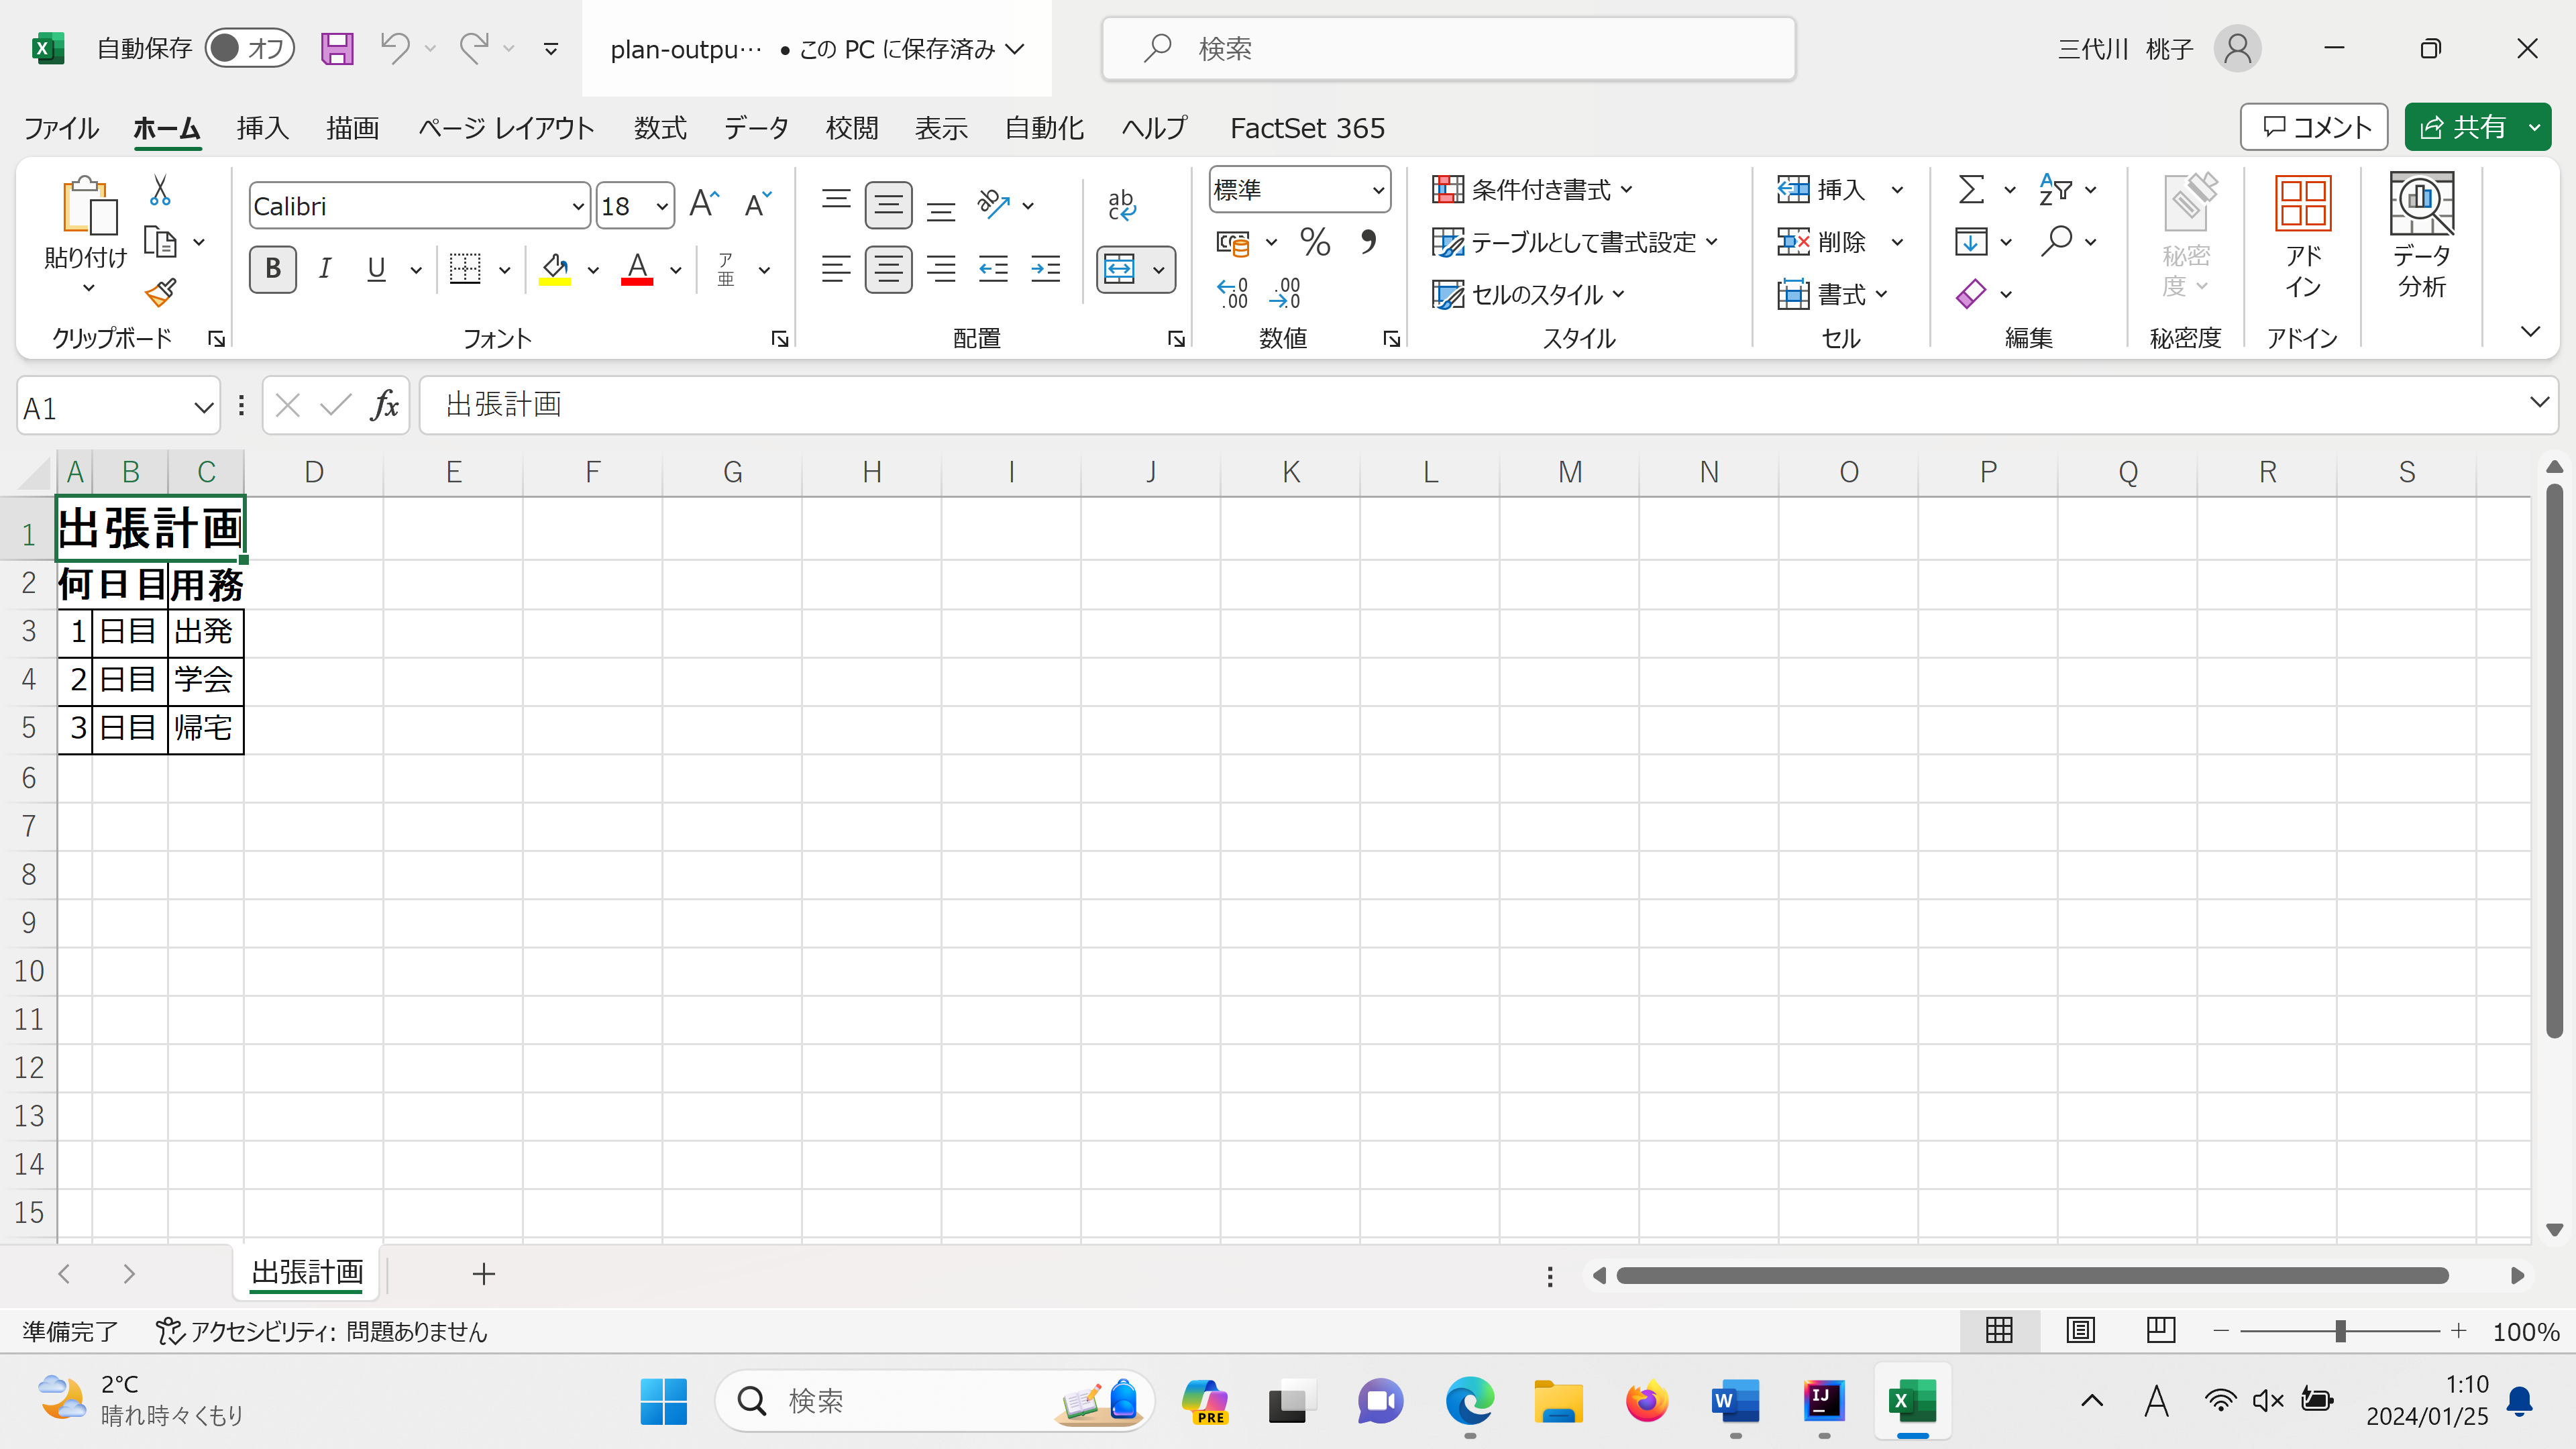 自動保存 オフ plan-outpu… • この PC に保存済み 検索 三代川 桃子
ファイル ホーム 挿入 描画 ページ レイアウト 数式 データ 校閲 表示 自動化 ヘルプ FactSet 365 コメント 共有
貼り付け
クリップボード
Calibri 18
B I U A ア亜
フォント
ab
c
配置
標準
% 9
←0 .00 .00 →0
数値
条件付き書式
テーブルとして書式設定
セルのスタイル
スタイル
挿入
削除
書式
セル
編集
秘密
度
秘密度
アド
イン
アドイン
データ
分析
A1 fx 出張計画
A B C D E F G H I J K L M N O P Q R S
1 出張計画
2 何日目 用務
3 1 日目 出発
4 2 日目 学会
5 3 日目 帰宅
6
7
8
9
10
11
12
13
14
15
出張計画 +
準備完了 アクセシビリティ: 問題ありません 100%
2°C
晴れ時々くもり
検索
PRE
A
1:10
2024/01/25